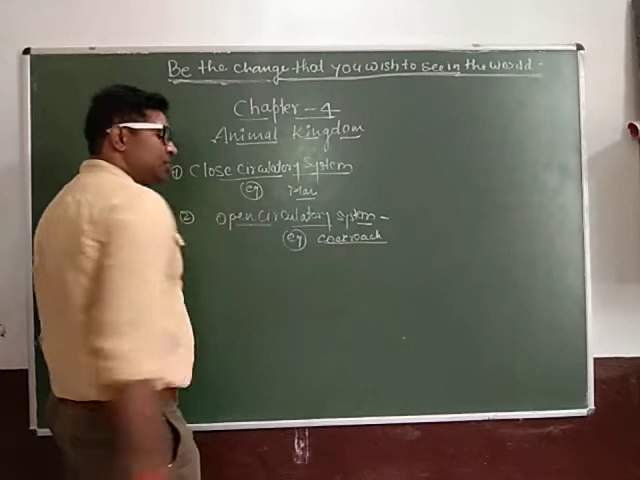 Be the change that you wish to see in the world.
Chapter-4
Animal Kingdom
① Close Circulatory System
eg Man
② Open Circulatory System-
eg Cockroach